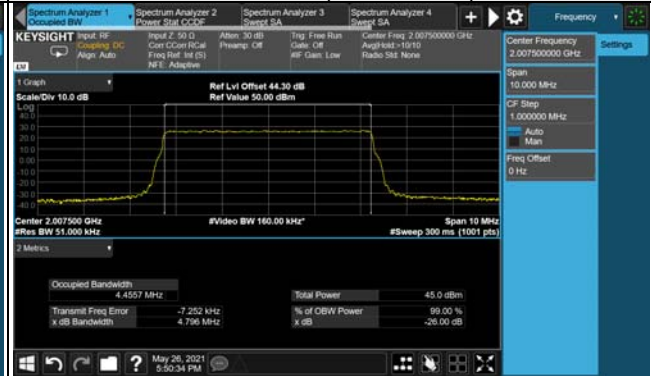 Spectrum Analyzer 1
Occupied BW
Spectrum Analyzer 2
Power Stat CCDF
Spectrum Analyzer 3
Swept SA
Spectrum Analyzer 4
Swept SA
Frequency
KEYSIGHT
Input: RF
Coupling: DC
Align: Auto
Input Z: 50 Ω
Corr CCorr RCal
Freq Ref: Int (S)
NFE: Adaptive
Atten: 30 dB
Preamp: Off
Trig: Free Run
Gate: Off
#IF Gain: Low
Center Freq: 2.007500000 GHz
Avg|Hold:>10/10
Radio Std: None
Center Frequency
2.007500000 GHz
Settings
Span
10.000 MHz
CF Step
1.000000 MHz
Auto
Man
Freq Offset
0 Hz
1 Graph
Scale/Div 10.0 dB
Ref Lvl Offset 44.30 dB
Ref Value 50.00 dBm
Log
40.0
30.0
20.0
10.0
0.00
-10.0
-20.0
-30.0
-40.0
Center 2.007500 GHz
#Res BW 51.000 kHz
#Video BW 160.00 kHz*
Span 10 MHz
#Sweep 300 ms (1001 pts)
2 Metrics
Occupied Bandwidth
4.4557 MHz
Total Power 45.0 dBm
Transmit Freq Error -7.252 kHz
% of OBW Power 99.00 %
x dB Bandwidth 4.796 MHz
x dB -26.00 dB
May 26, 2021
5:50:34 PM